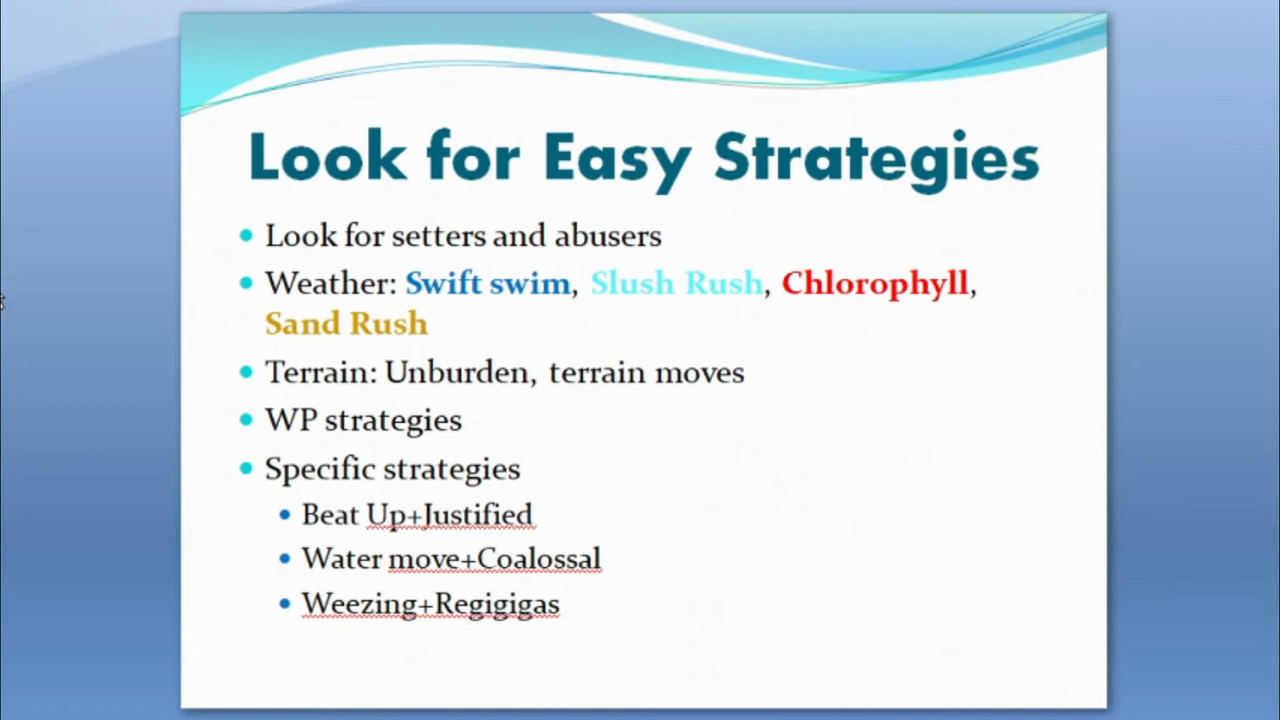 Look for Easy Strategies
Look for setters and abusers
Weather: Swift swim, Slush Rush, Chlorophyll,
Sand Rush
Terrain: Unburden, terrain moves
WP strategies
Specific strategies
Beat Up+Justified
Water move+Coalossal
Weezing+Regigigas